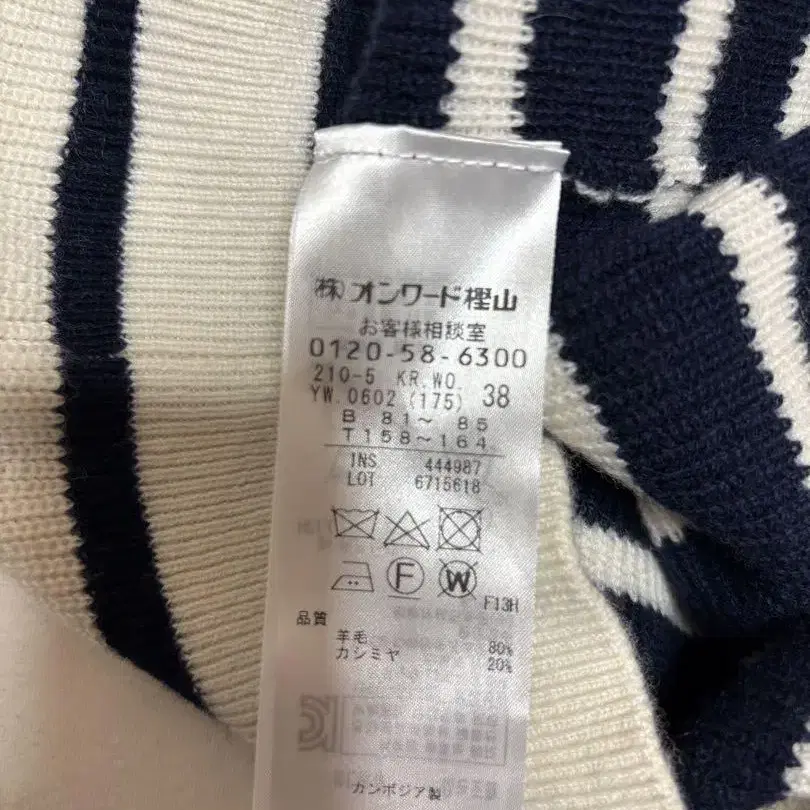 (株)オンワード樫山
お客様相談室
0120-58-6300
210-5 KR.WO.
YW.0602 (175) 38
B 81~ 85
T158~164
INS 444987
LOT 6715618
F W
F13H
品質
羊毛 80%
カシミヤ 20%
カンボジア製